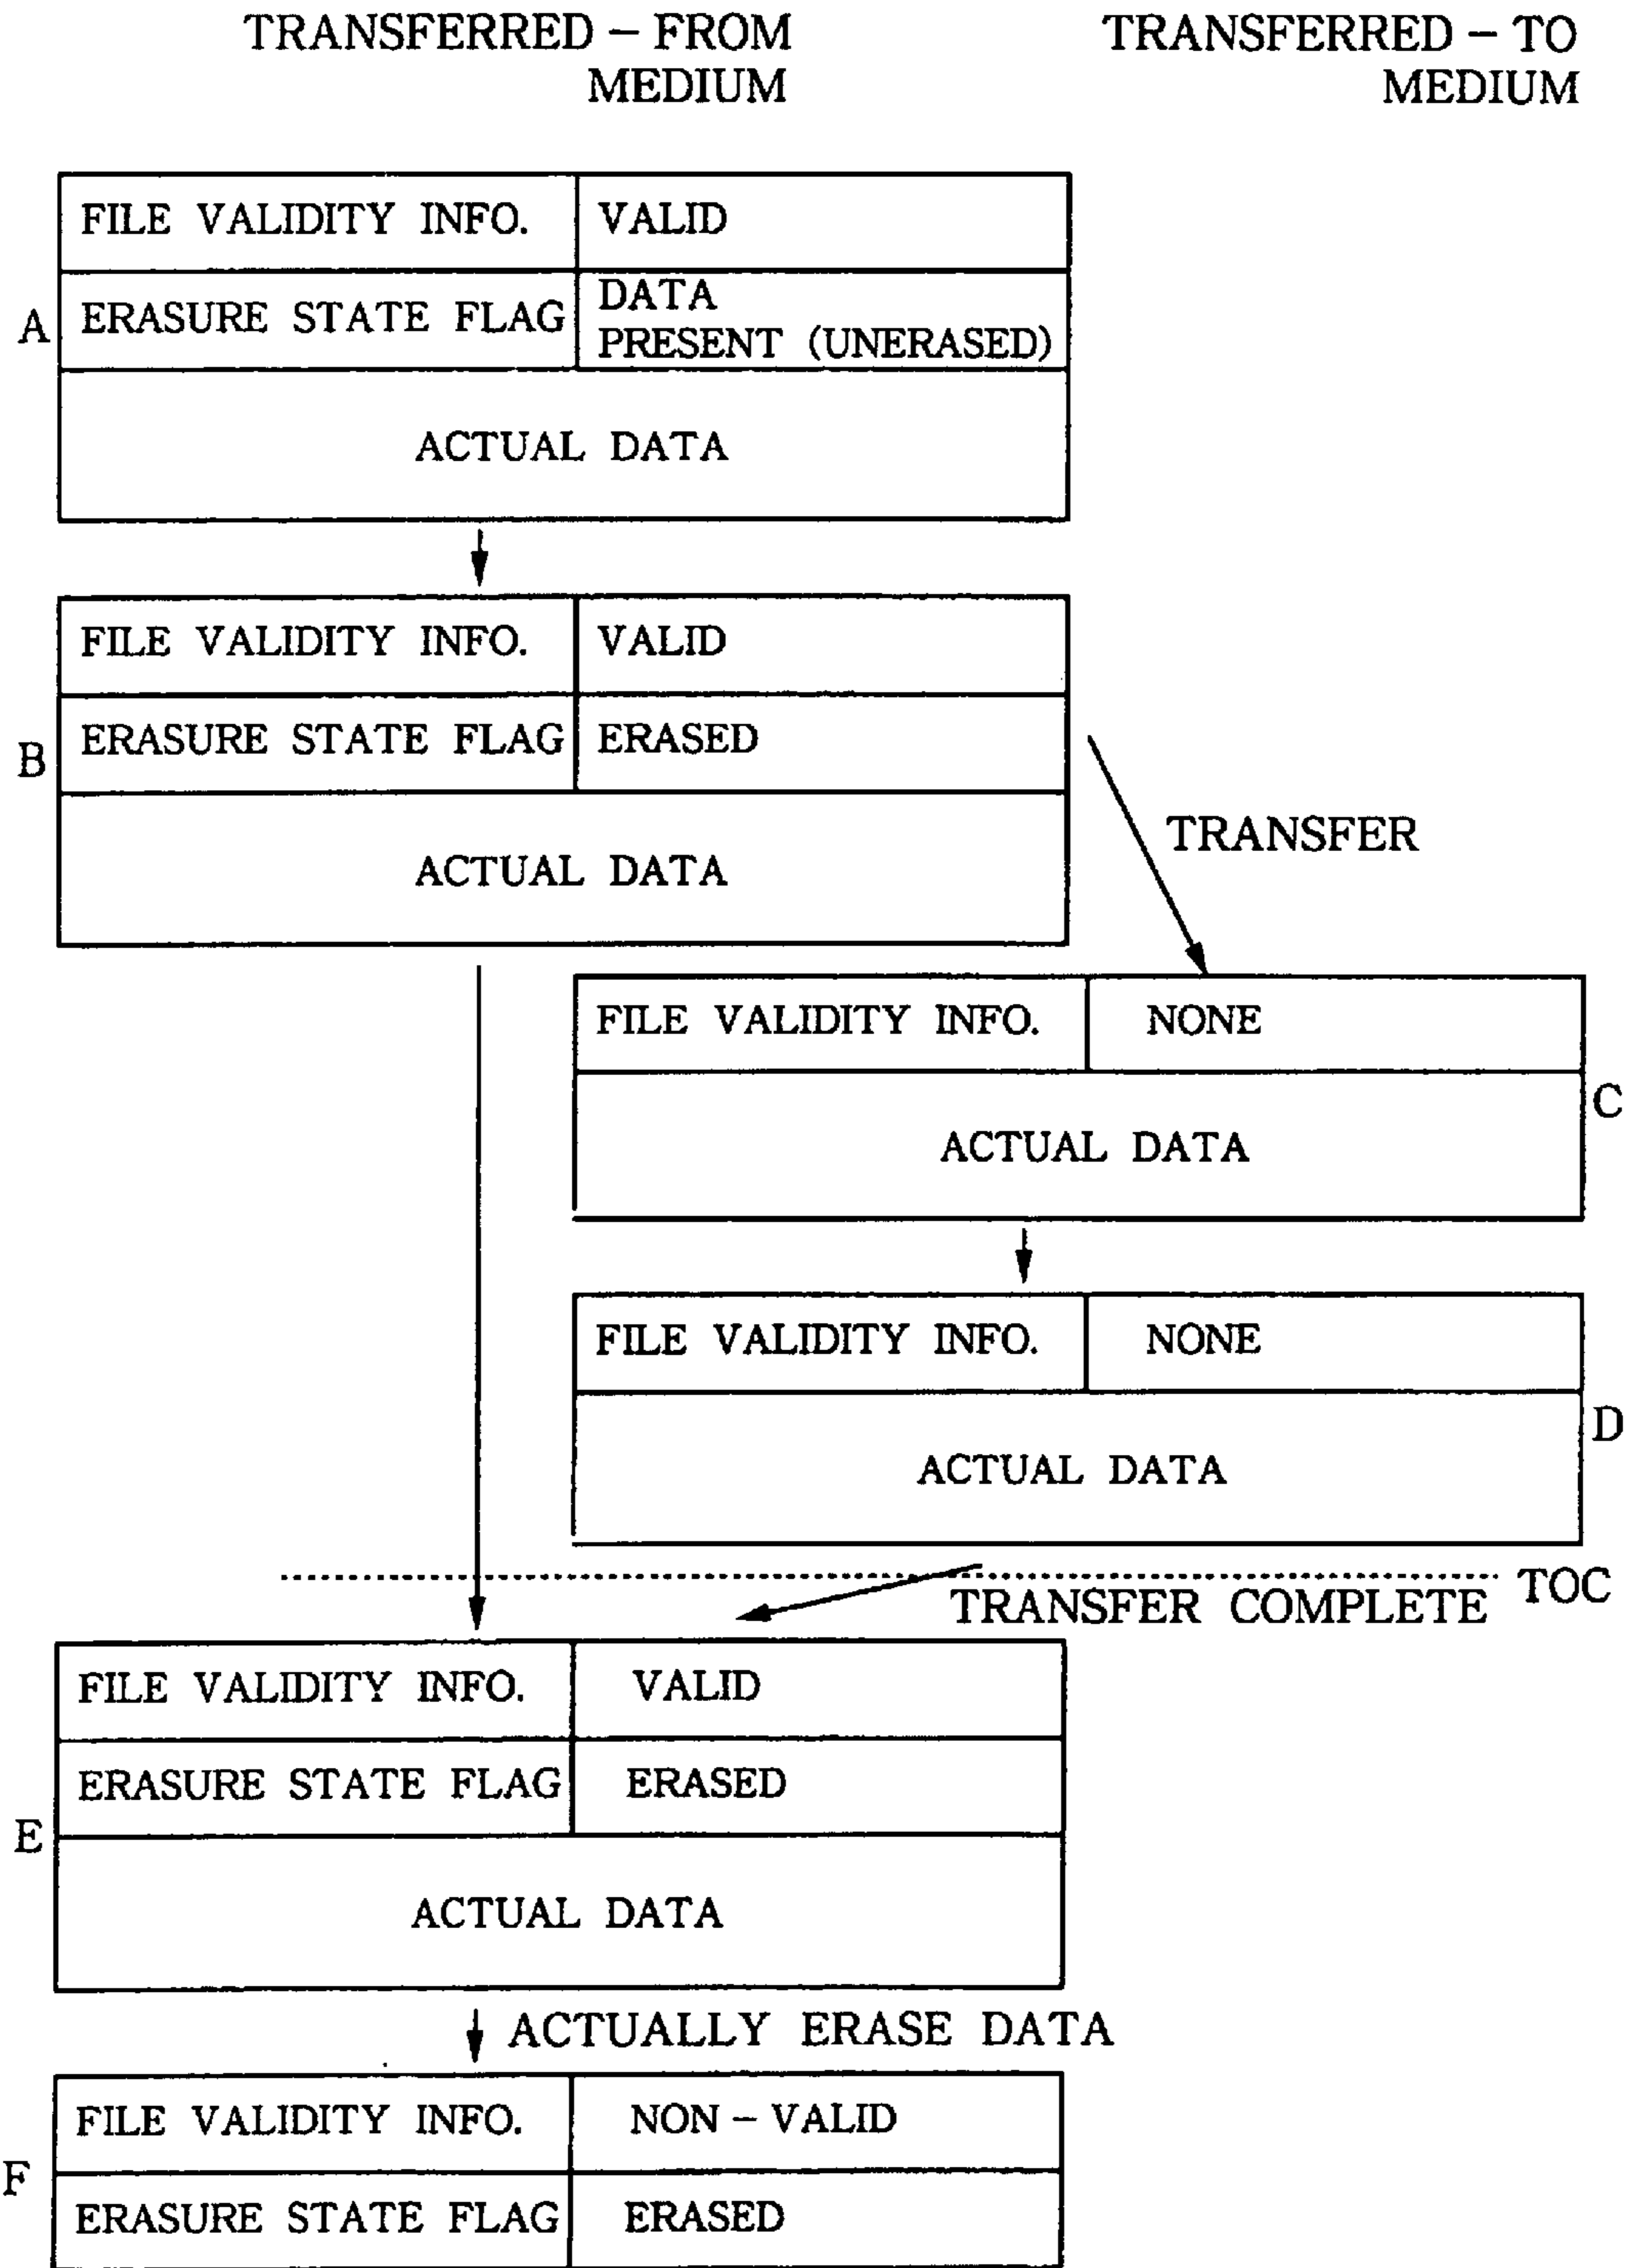 TRANSFERRED – FROM
MEDIUM
TRANSFERRED – TO
MEDIUM
FILE VALIDITY INFO. VALID
A ERASURE STATE FLAG DATA
PRESENT (UNERASED)
ACTUAL DATA
FILE VALIDITY INFO. VALID
B ERASURE STATE FLAG ERASED
ACTUAL DATA
TRANSFER
FILE VALIDITY INFO. NONE
C
ACTUAL DATA
FILE VALIDITY INFO. NONE
D
ACTUAL DATA
TOC
TRANSFER COMPLETE
FILE VALIDITY INFO. VALID
ERASURE STATE FLAG ERASED
E
ACTUAL DATA
ACTUALLY ERASE DATA
FILE VALIDITY INFO. NON – VALID
F
ERASURE STATE FLAG ERASED